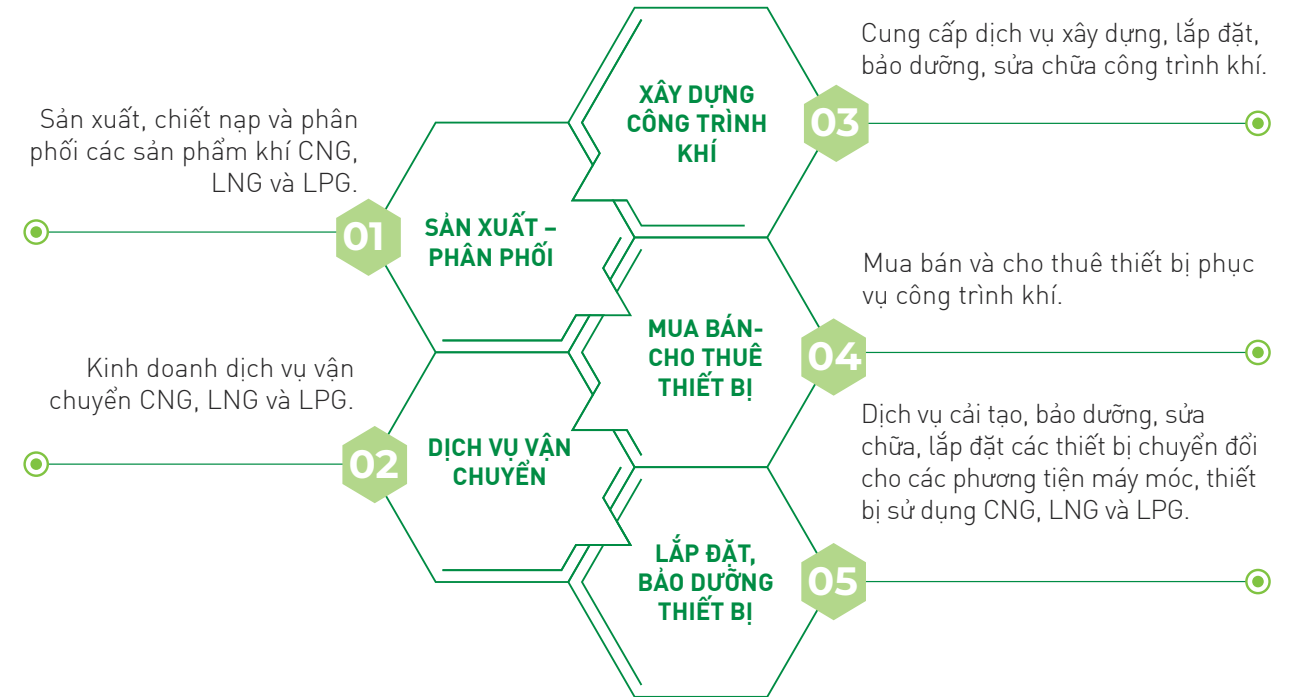 Sản xuất, chiết nạp và phân
phối các sản phẩm khí CNG,
LNG và LPG.
01
SẢN XUẤT –
PHÂN PHỐI
Kinh doanh dịch vụ vận
chuyển CNG, LNG và LPG.
02
DỊCH VỤ VẬN
CHUYỂN
XÂY DỰNG
CÔNG TRÌNH
KHÍ
03
Cung cấp dịch vụ xây dựng, lắp đặt,
bảo dưỡng, sửa chữa công trình khí.
MUA BÁN-
CHO THUÊ
THIẾT BỊ
04
Mua bán và cho thuê thiết bị phục
vụ công trình khí.
LẮP ĐẶT,
BẢO DƯỠNG
THIẾT BỊ
05
Dịch vụ cải tạo, bảo dưỡng, sửa
chữa, lắp đặt các thiết bị chuyển đổi
cho các phương tiện máy móc, thiết
bị sử dụng CNG, LNG và LPG.